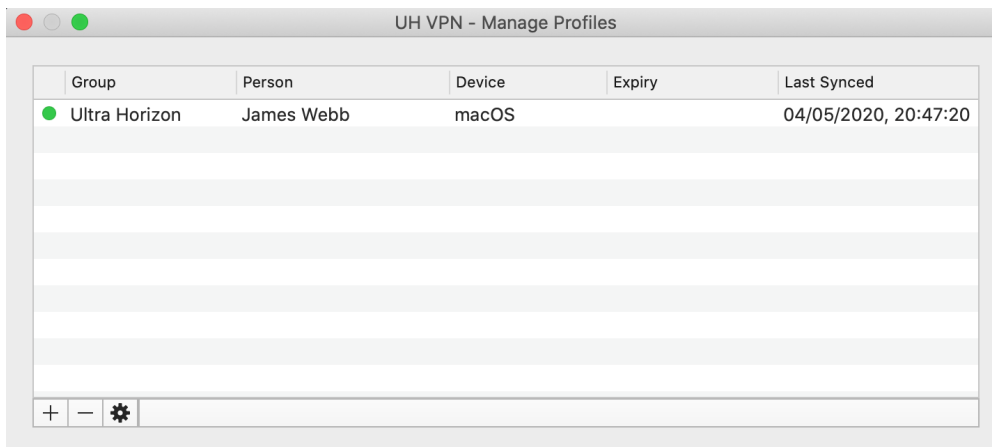 UH VPN - Manage Profiles
Group Person Device Expiry Last Synced
Ultra Horizon James Webb macOS 04/05/2020, 20:47:20